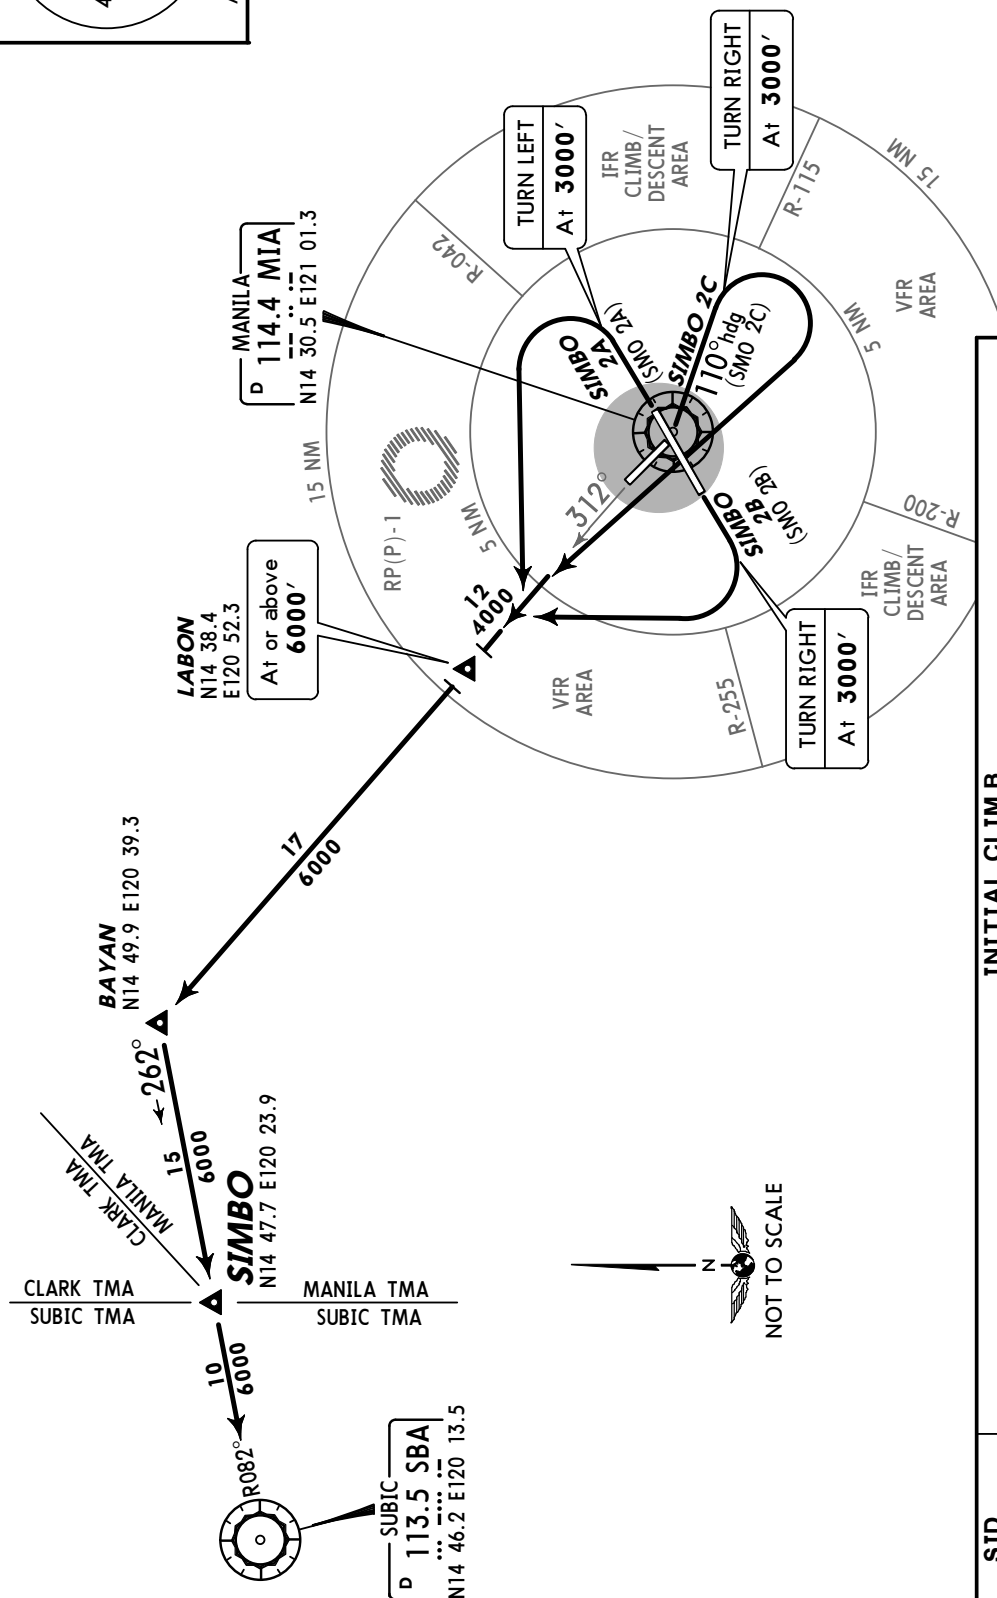 MANILA
D 114.4 MIA
N14 30.5 E121 01.3
TURN LEFT
At 3000'
TURN RIGHT
At 3000'
IFR
CLIMB/
DESCENT
AREA
R-042
R-115
15 NM
VFR
AREA
5 NM
SIMBO
2A
(SMO 2A)
SIMBO 2C
110°hdg
(SMO 2C)
15 NM
RP(P)-1
5 NM
312°
SIMBO
2B
(SMO 2B)
R-200
IFR
CLIMB/
DESCENT
AREA
12
4000
LABON
N14 38.4
E120 52.3
At or above
6000'
VFR
AREA
R-255
TURN RIGHT
At 3000'
17
6000
BAYAN
N14 49.9 E120 39.3
262°
15
6000
CLARK TMA
MANILA TMA
SIMBO
N14 47.7 E120 23.9
CLARK TMA
SUBIC TMA
MANILA TMA
SUBIC TMA
10
6000
R082°
SUBIC
D 113.5 SBA
N14 46.2 E120 13.5
N
NOT TO SCALE
SID
INITIAL CLIMB